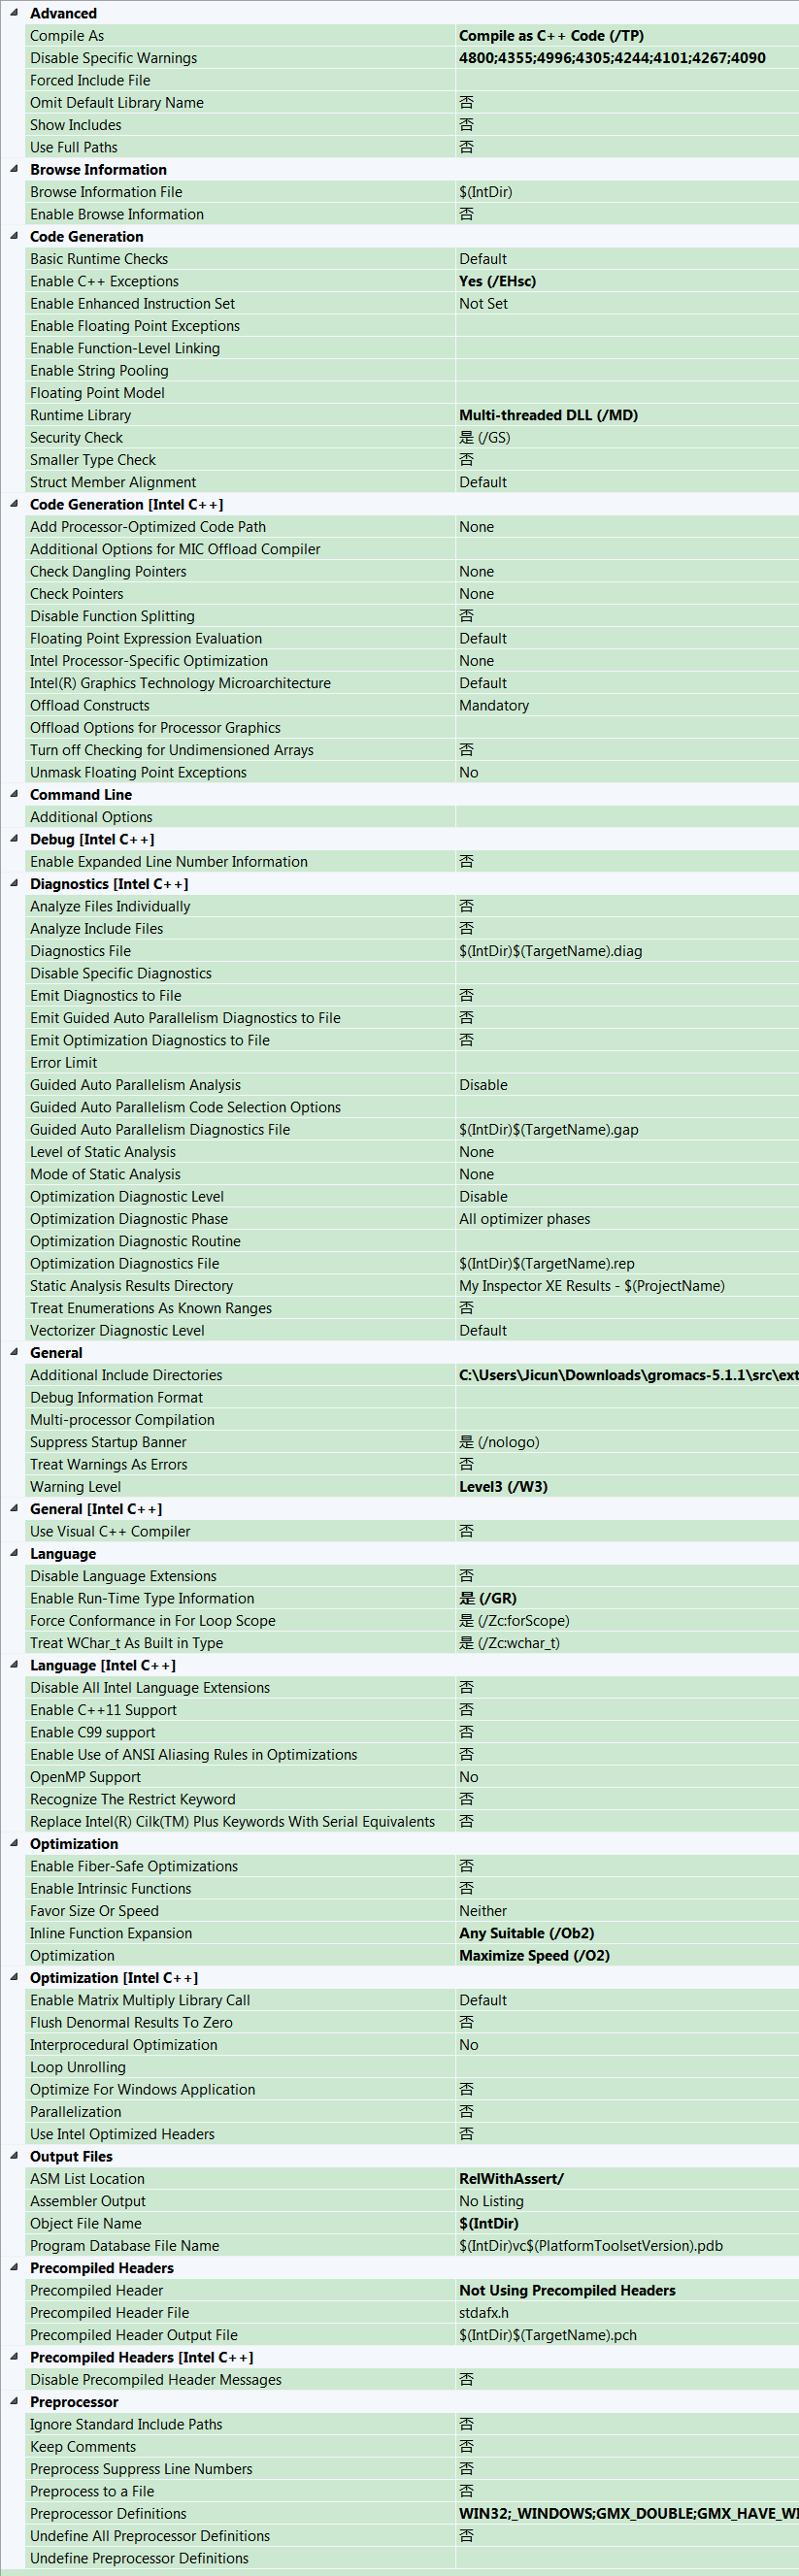 Advanced
Compile As Compile as C++ Code (/TP)
Disable Specific Warnings 4800;4355;4996;4305;4244;4101;4267;4090
Forced Include File
Omit Default Library Name 否
Show Includes 否
Use Full Paths 否
Browse Information
Browse Information File $(IntDir)
Enable Browse Information 否
Code Generation
Basic Runtime Checks Default
Enable C++ Exceptions Yes (/EHsc)
Enable Enhanced Instruction Set Not Set
Enable Floating Point Exceptions
Enable Function-Level Linking
Enable String Pooling
Floating Point Model
Runtime Library Multi-threaded DLL (/MD)
Security Check 是 (/GS)
Smaller Type Check 否
Struct Member Alignment Default
Code Generation [Intel C++]
Add Processor-Optimized Code Path None
Additional Options for MIC Offload Compiler
Check Dangling Pointers None
Check Pointers None
Disable Function Splitting 否
Floating Point Expression Evaluation Default
Intel Processor-Specific Optimization None
Intel(R) Graphics Technology Microarchitecture Default
Offload Constructs Mandatory
Offload Options for Processor Graphics
Turn off Checking for Undimensioned Arrays 否
Unmask Floating Point Exceptions No
Command Line
Additional Options
Debug [Intel C++]
Enable Expanded Line Number Information 否
Diagnostics [Intel C++]
Analyze Files Individually 否
Analyze Include Files 否
Diagnostics File $(IntDir)$(TargetName).diag
Disable Specific Diagnostics
Emit Diagnostics to File 否
Emit Guided Auto Parallelism Diagnostics to File 否
Emit Optimization Diagnostics to File 否
Error Limit
Guided Auto Parallelism Analysis Disable
Guided Auto Parallelism Code Selection Options
Guided Auto Parallelism Diagnostics File $(IntDir)$(TargetName).gap
Level of Static Analysis None
Mode of Static Analysis None
Optimization Diagnostic Level Disable
Optimization Diagnostic Phase All optimizer phases
Optimization Diagnostic Routine
Optimization Diagnostics File $(IntDir)$(TargetName).rep
Static Analysis Results Directory My Inspector XE Results - $(ProjectName)
Treat Enumerations As Known Ranges 否
Vectorizer Diagnostic Level Default
General
Additional Include Directories C:\Users\Jicun\Downloads\gromacs-5.1.1\src\ext
Debug Information Format
Multi-processor Compilation
Suppress Startup Banner 是 (/nologo)
Treat Warnings As Errors 否
Warning Level Level3 (/W3)
General [Intel C++]
Use Visual C++ Compiler 否
Language
Disable Language Extensions 否
Enable Run-Time Type Information 是 (/GR)
Force Conformance in For Loop Scope 是 (/Zc:forScope)
Treat WChar_t As Built in Type 是 (/Zc:wchar_t)
Language [Intel C++]
Disable All Intel Language Extensions 否
Enable C++11 Support 否
Enable C99 support 否
Enable Use of ANSI Aliasing Rules in Optimizations 否
OpenMP Support No
Recognize The Restrict Keyword 否
Replace Intel(R) Cilk(TM) Plus Keywords With Serial Equivalents 否
Optimization
Enable Fiber-Safe Optimizations 否
Enable Intrinsic Functions 否
Favor Size Or Speed Neither
Inline Function Expansion Any Suitable (/Ob2)
Optimization Maximize Speed (/O2)
Optimization [Intel C++]
Enable Matrix Multiply Library Call Default
Flush Denormal Results To Zero 否
Interprocedural Optimization No
Loop Unrolling
Optimize For Windows Application 否
Parallelization 否
Use Intel Optimized Headers 否
Output Files
ASM List Location RelWithAssert/
Assembler Output No Listing
Object File Name $(IntDir)
Program Database File Name $(IntDir)vc$(PlatformToolsetVersion).pdb
Precompiled Headers
Precompiled Header Not Using Precompiled Headers
Precompiled Header File stdafx.h
Precompiled Header Output File $(IntDir)$(TargetName).pch
Precompiled Headers [Intel C++]
Disable Precompiled Header Messages 否
Preprocessor
Ignore Standard Include Paths 否
Keep Comments 否
Preprocess Suppress Line Numbers 否
Preprocess to a File 否
Preprocessor Definitions WIN32;_WINDOWS;GMX_DOUBLE;GMX_HAVE_WI
Undefine All Preprocessor Definitions 否
Undefine Preprocessor Definitions